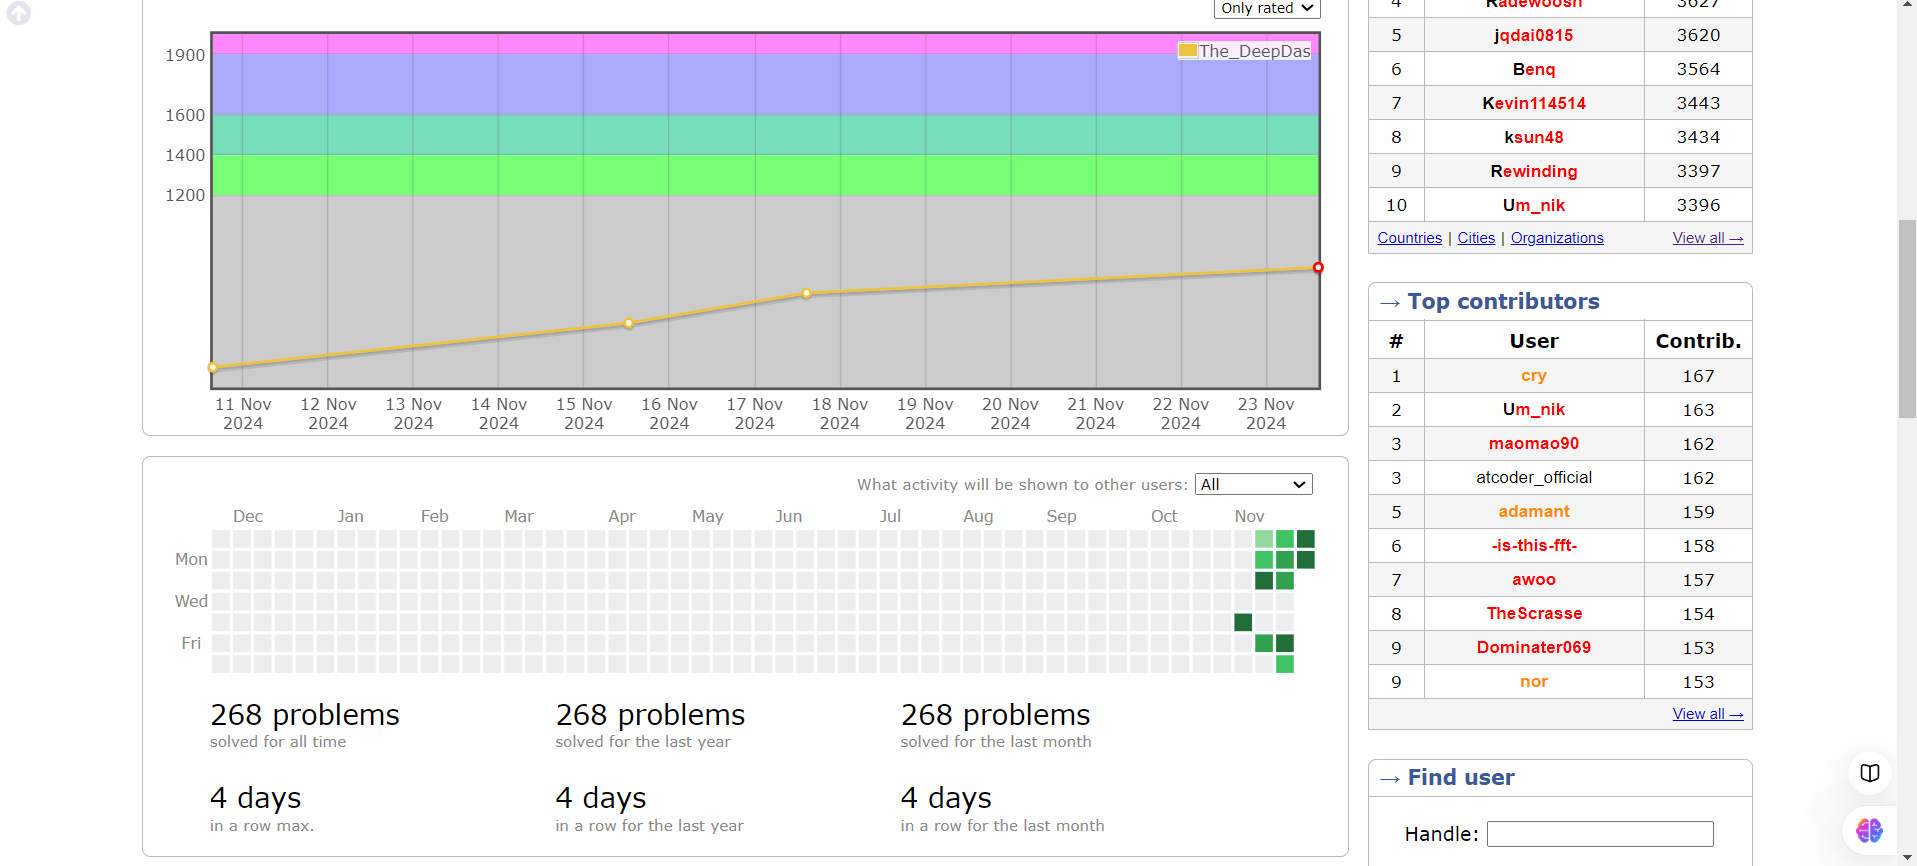 Only rated
The_DeepDas
1900
1600
1400
1200
11 Nov 2024
12 Nov 2024
13 Nov 2024
14 Nov 2024
15 Nov 2024
16 Nov 2024
17 Nov 2024
18 Nov 2024
19 Nov 2024
20 Nov 2024
21 Nov 2024
22 Nov 2024
23 Nov 2024
What activity will be shown to other users: All
Dec Jan Feb Mar Apr May Jun Jul Aug Sep Oct Nov
Mon
Wed
Fri
268 problems
solved for all time
268 problems
solved for the last year
268 problems
solved for the last month
4 days
in a row max.
4 days
in a row for the last year
4 days
in a row for the last month
4 Radewoosh 3627
5 jqdai0815 3620
6 Benq 3564
7 Kevin114514 3443
8 ksun48 3434
9 Rewinding 3397
10 Um_nik 3396
Countries | Cities | Organizations View all →
→ Top contributors
# User Contrib.
1 cry 167
2 Um_nik 163
3 maomao90 162
3 atcoder_official 162
5 adamant 159
6 -is-this-fft- 158
7 awoo 157
8 TheScrasse 154
9 Dominater069 153
9 nor 153
View all →
→ Find user
Handle: